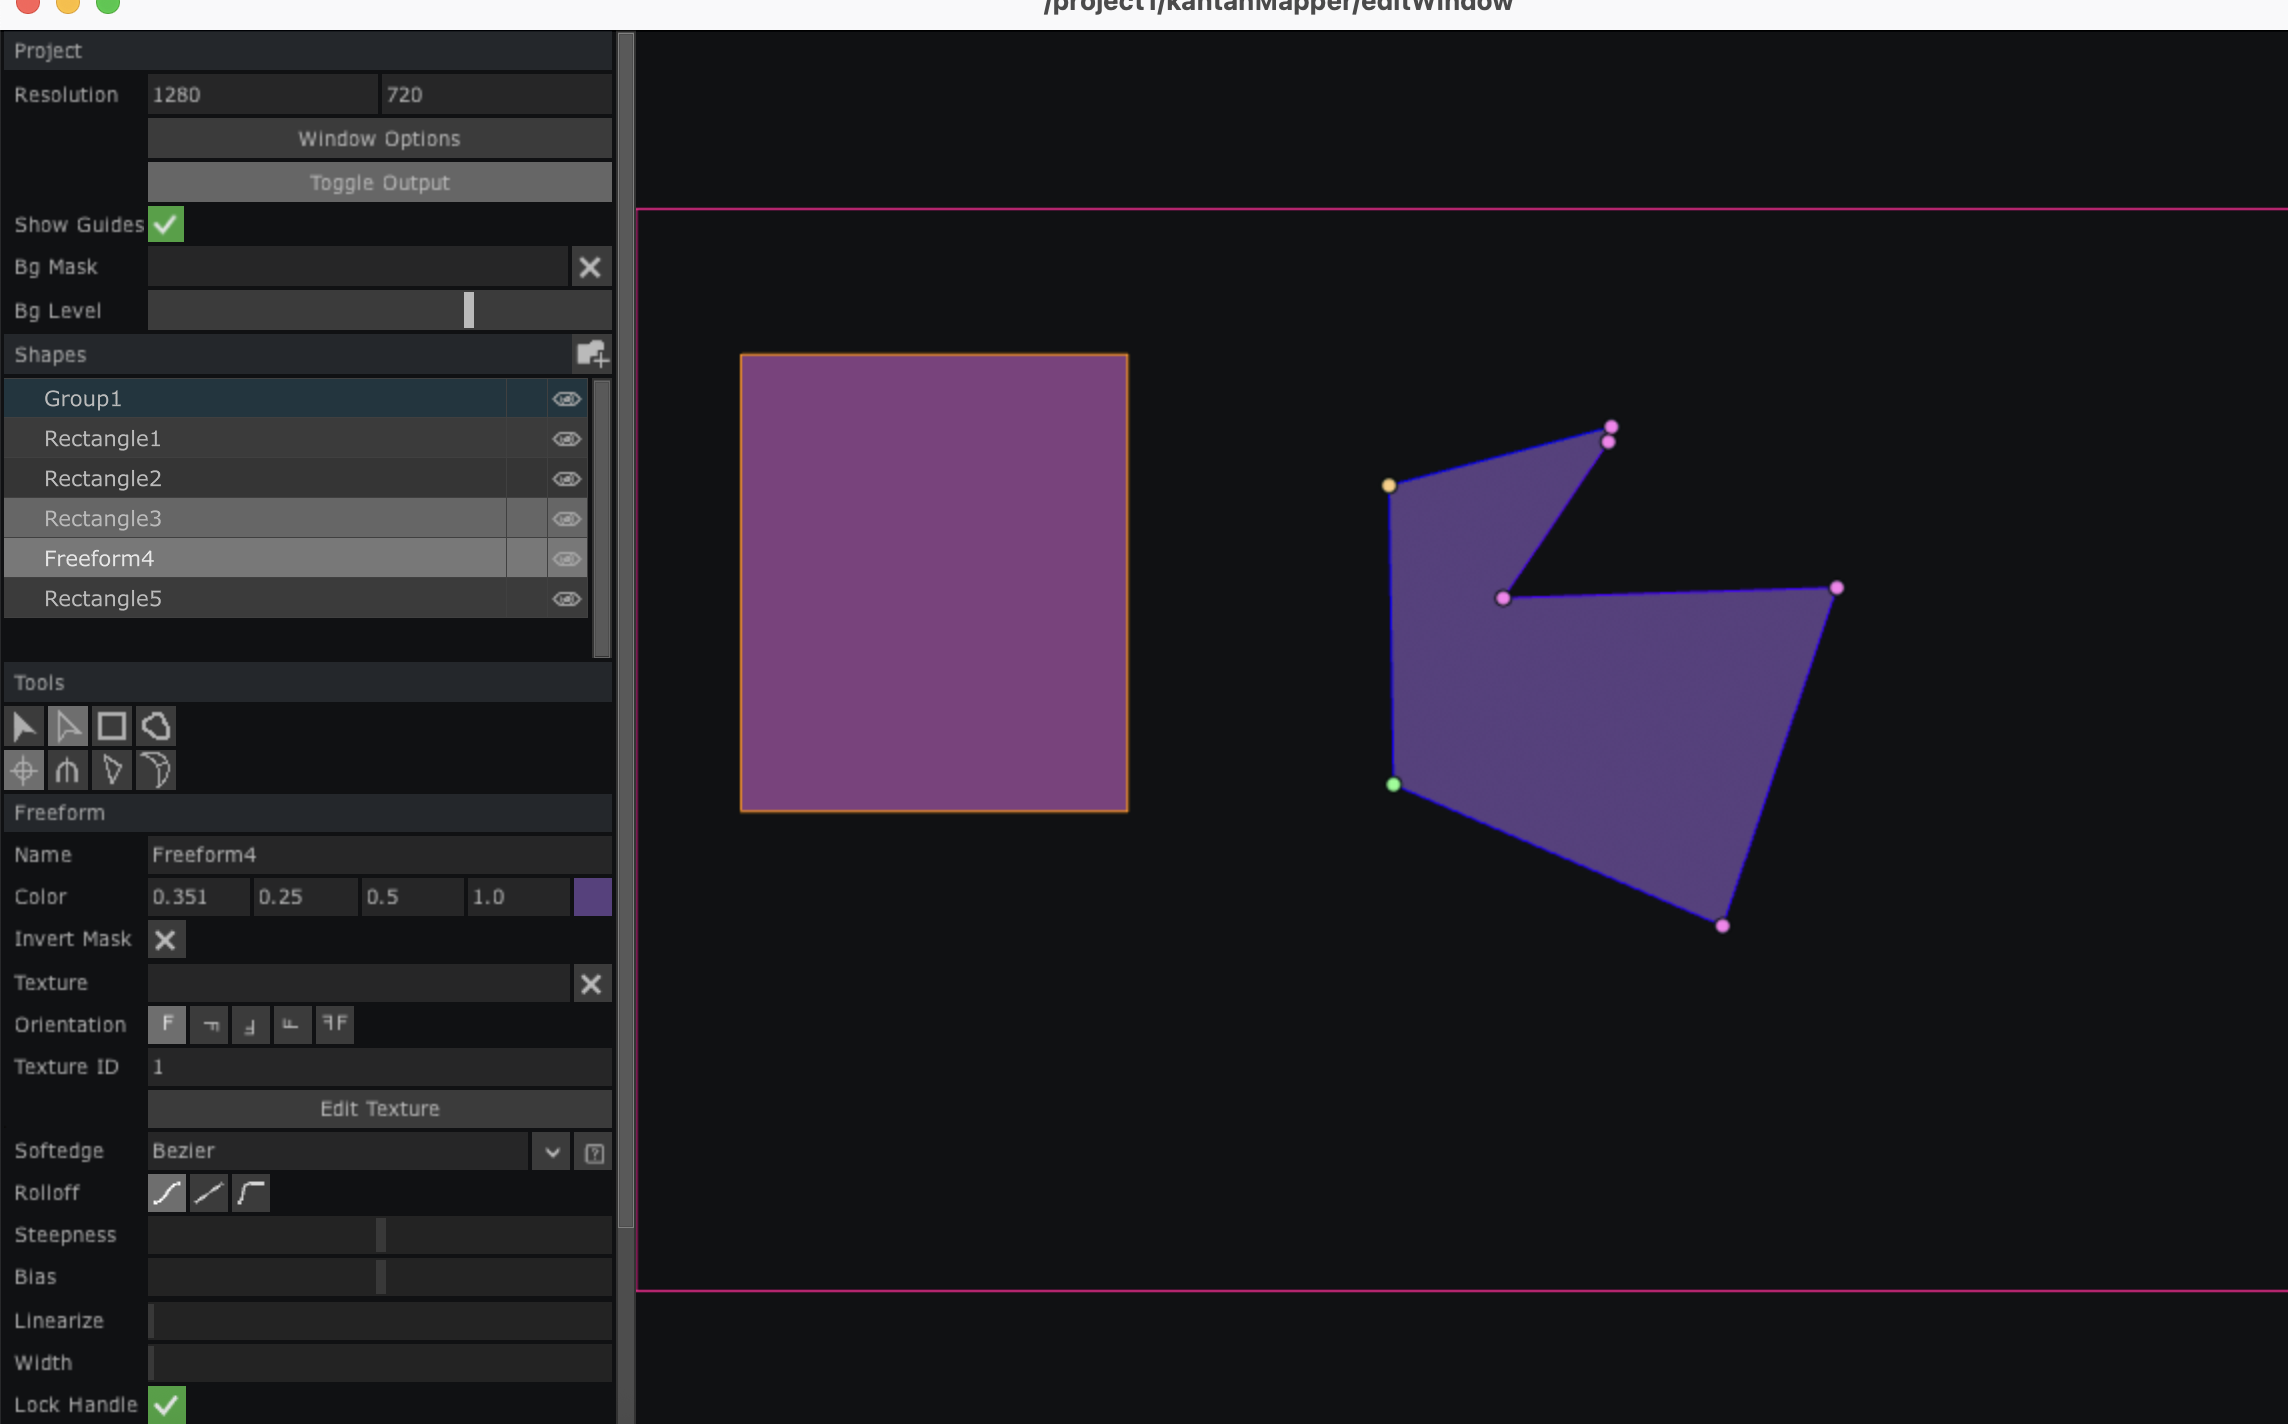 /project1/kantanMapper/editWindow
Project
Resolution 1280 720
Window Options
Toggle Output
Show Guides
Bg Mask
Bg Level
Shapes
Group1
Rectangle1
Rectangle2
Rectangle3
Freeform4
Rectangle5
Tools
Freeform
Name Freeform4
Color 0.351 0.25 0.5 1.0
Invert Mask
Texture
Orientation F F F F FF
Texture ID 1
Edit Texture
Softedge Bezier ?
Rolloff
Steepness
Bias
Linearize
Width
Lock Handle